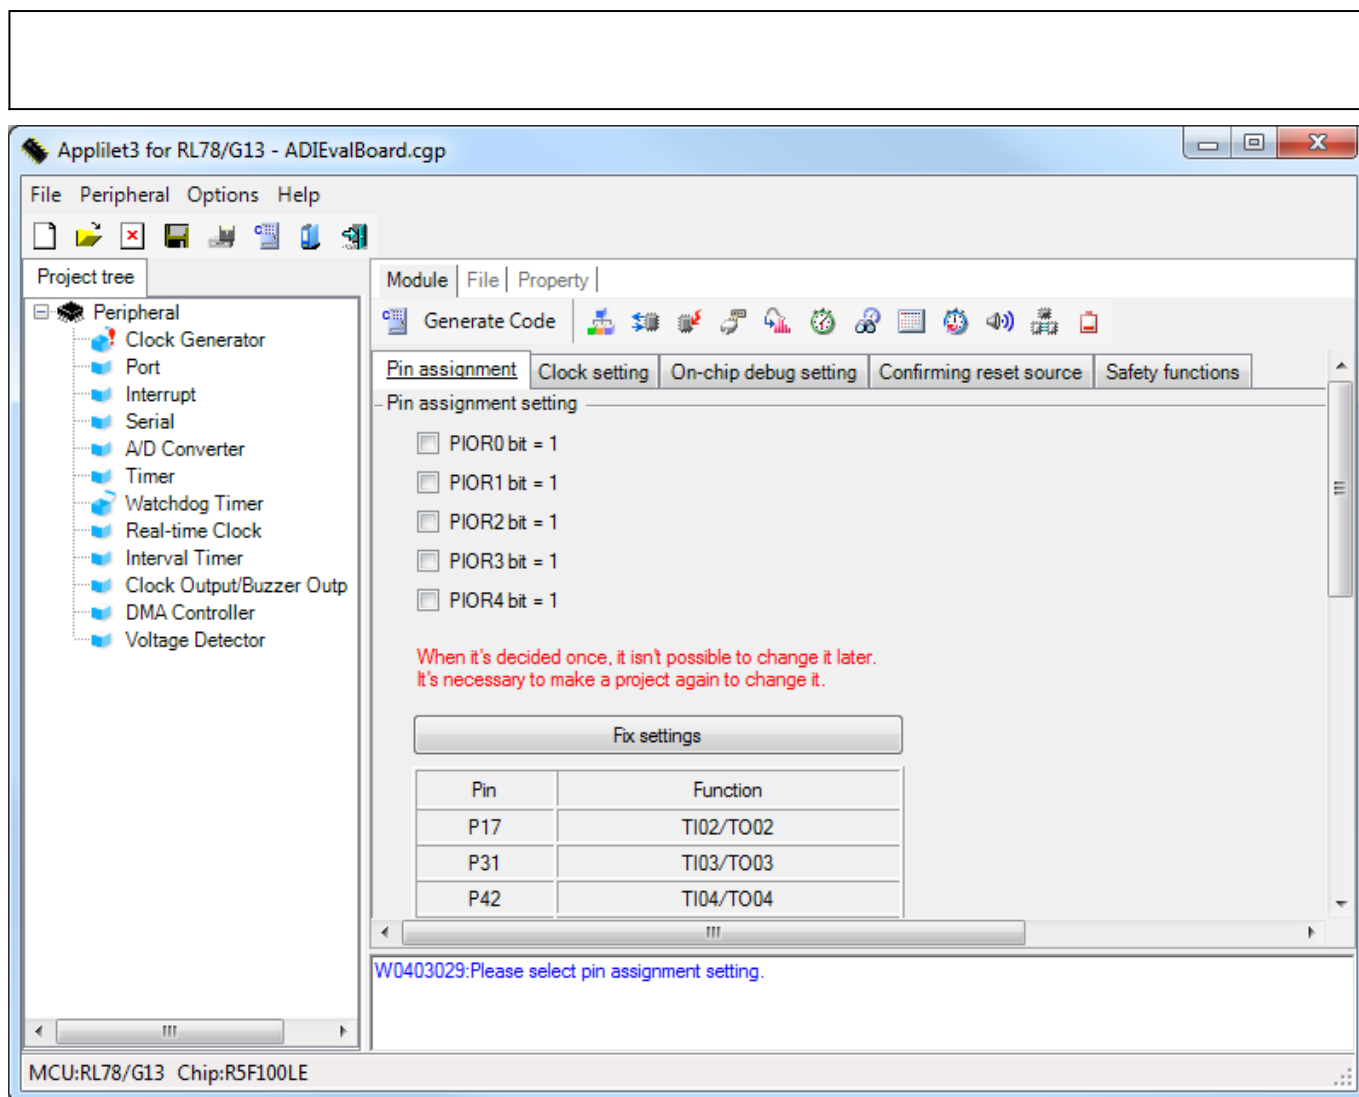 Applilet3 for RL78/G13 - ADIEvalBoard.cgp
File Peripheral Options Help
Project tree
Peripheral
Clock Generator
Port
Interrupt
Serial
A/D Converter
Timer
Watchdog Timer
Real-time Clock
Interval Timer
Clock Output/Buzzer Outp
DMA Controller
Voltage Detector
Module File Property
Generate Code
Pin assignment Clock setting On-chip debug setting Confirming reset source Safety functions
Pin assignment setting
PIOR0 bit = 1
PIOR1 bit = 1
PIOR2 bit = 1
PIOR3 bit = 1
PIOR4 bit = 1
When it's decided once, it isn't possible to change it later.
It's necessary to make a project again to change it.
Fix settings
Pin Function
P17 TI02/TO02
P31 TI03/TO03
P42 TI04/TO04
W0403029:Please select pin assignment setting.
MCU:RL78/G13 Chip:R5F100LE